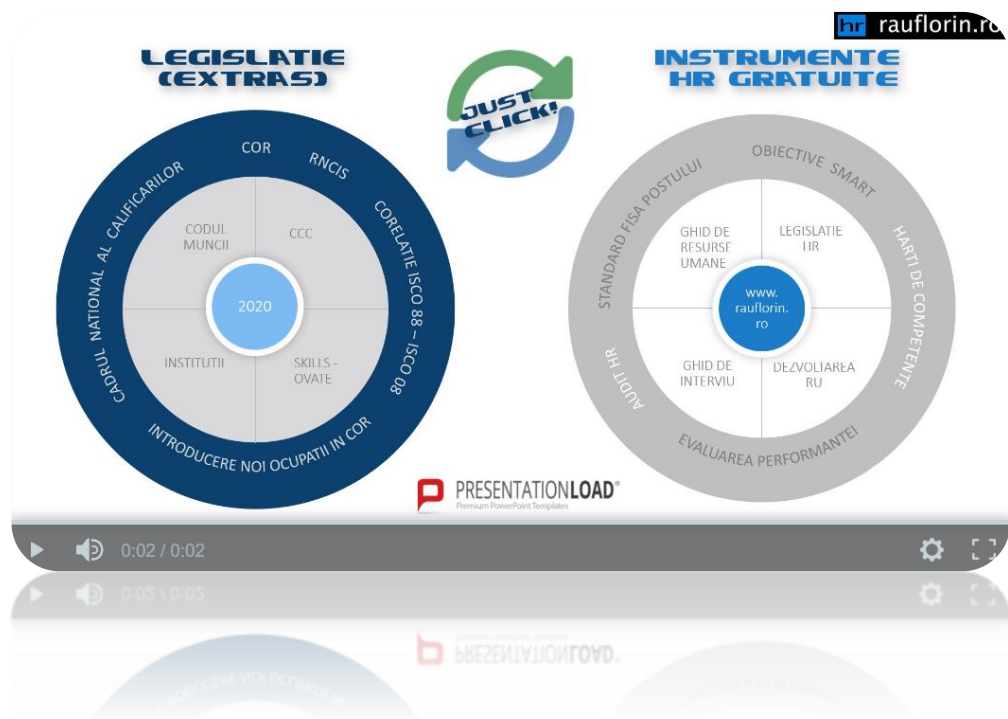 hr rauflorin.ro
LEGISLATIE
(EXTRAS)
JUST
CLICK!
INSTRUMENTE
HR GRATUITE
CADRUL NATIONAL AL CALIFICARILOR
COR
RNCIS
CORELATIE ISCO 88 – ISCO 08
INTRODUCERE NOI OCUPATII IN COR
CODUL
MUNCII
CCC
2020
INSTITUTII
SKILLS -
OVATE
STANDARD FISA POSTULUI
OBIECTIVE SMART
HARTI DE COMPETENTE
EVALUAREA PERFORMANTEI
AUDIT HR
GHID DE
RESURSE
UMANE
LEGISLATIE
HR
www.
rauflorin.
ro
GHID DE
INTERVIU
DEZVOLTAREA
RU
PRESENTATIONLOAD®
Premium PowerPoint Templates
0:02 / 0:02